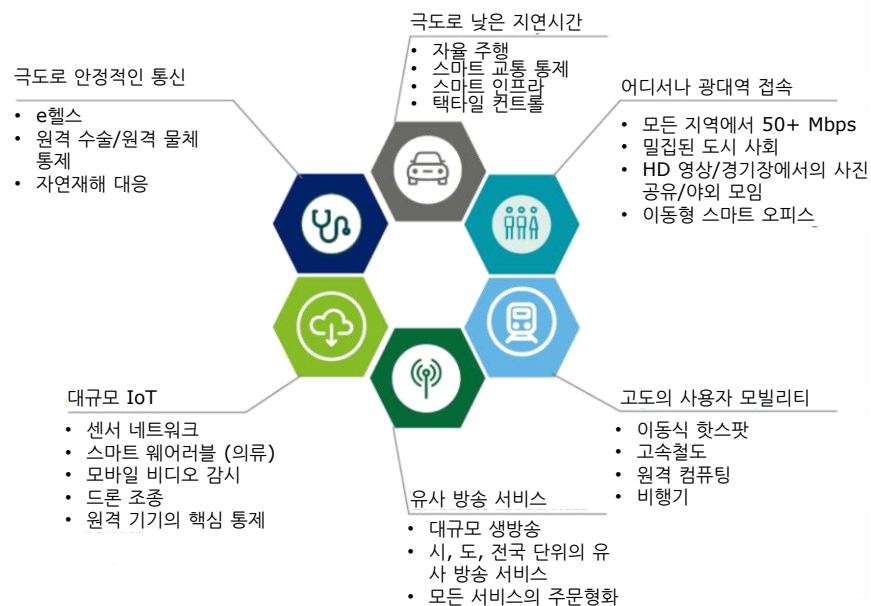 극도로 낮은 지연시간
• 자율 주행
• 스마트 교통 통제
• 스마트 인프라
• 택타일 컨트롤
극도로 안정적인 통신
• e헬스
• 원격 수술/원격 물체
통제
• 자연재해 대응
어디서나 광대역 접속
• 모든 지역에서 50+ Mbps
• 밀집된 도시 사회
• HD 영상/경기장에서의 사진
공유/야외 모임
• 이동형 스마트 오피스
대규모 IoT
• 센서 네트워크
• 스마트 웨어러블 (의류)
• 모바일 비디오 감시
• 드론 조종
• 원격 기기의 핵심 통제
유사 방송 서비스
• 대규모 생방송
• 시, 도, 전국 단위의 유
사 방송 서비스
• 모든 서비스의 주문형화
고도의 사용자 모빌리티
• 이동식 핫스팟
• 고속철도
• 원격 컴퓨팅
• 비행기